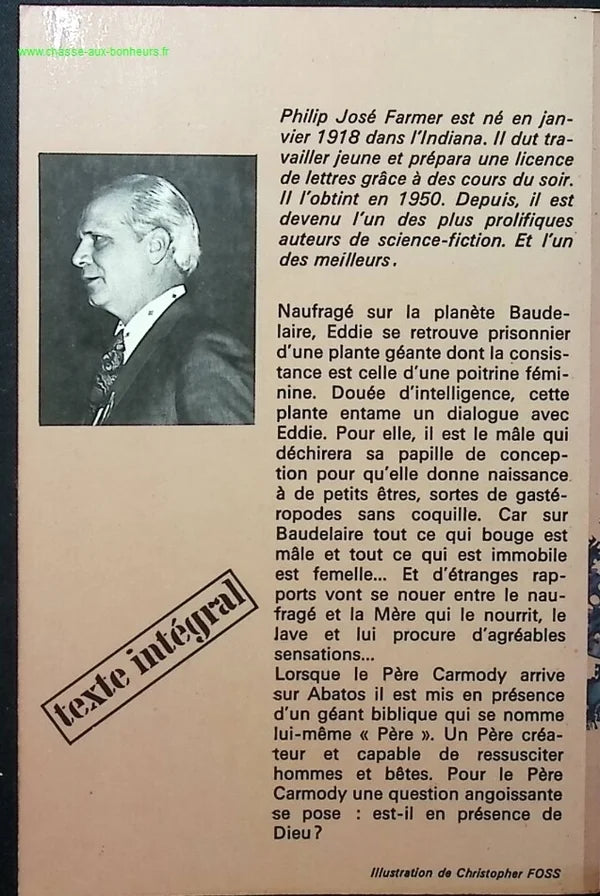 www.chasse-aux-bonheurs.fr
Philip José Farmer est né en jan-
vier 1918 dans l'Indiana. Il dut tra-
vailler jeune et prépara une licence
de lettres grâce à des cours du soir.
Il l'obtint en 1950. Depuis, il est
devenu l'un des plus prolifiques
auteurs de science-fiction. Et l'un
des meilleurs.
Naufragé sur la planète Baude-
laire, Eddie se retrouve prisonnier
d'une plante géante dont la consis-
tance est celle d'une poitrine fémi-
nine. Douée d'intelligence, cette
plante entame un dialogue avec
Eddie. Pour elle, il est le mâle qui
déchirera sa papille de concep-
tion pour qu'elle donne naissance
à de petits êtres, sortes de gasté-
ropodes sans coquille. Car sur
Baudelaire tout ce qui bouge est
mâle et tout ce qui est immobile
est femelle... Et d'étranges rap-
ports vont se nouer entre le nau-
fragé et la Mère qui le nourrit, le
lave et lui procure d'agréables
sensations...
Lorsque le Père Carmody arrive
sur Abatos il est mis en présence
d'un géant biblique qui se nomme
lui-même « Père ». Un Père créa-
teur et capable de ressusciter
hommes et bêtes. Pour le Père
Carmody une question angoissante
se pose : est-il en présence de
Dieu ?
texte intégral
Illustration de Christopher FOSS